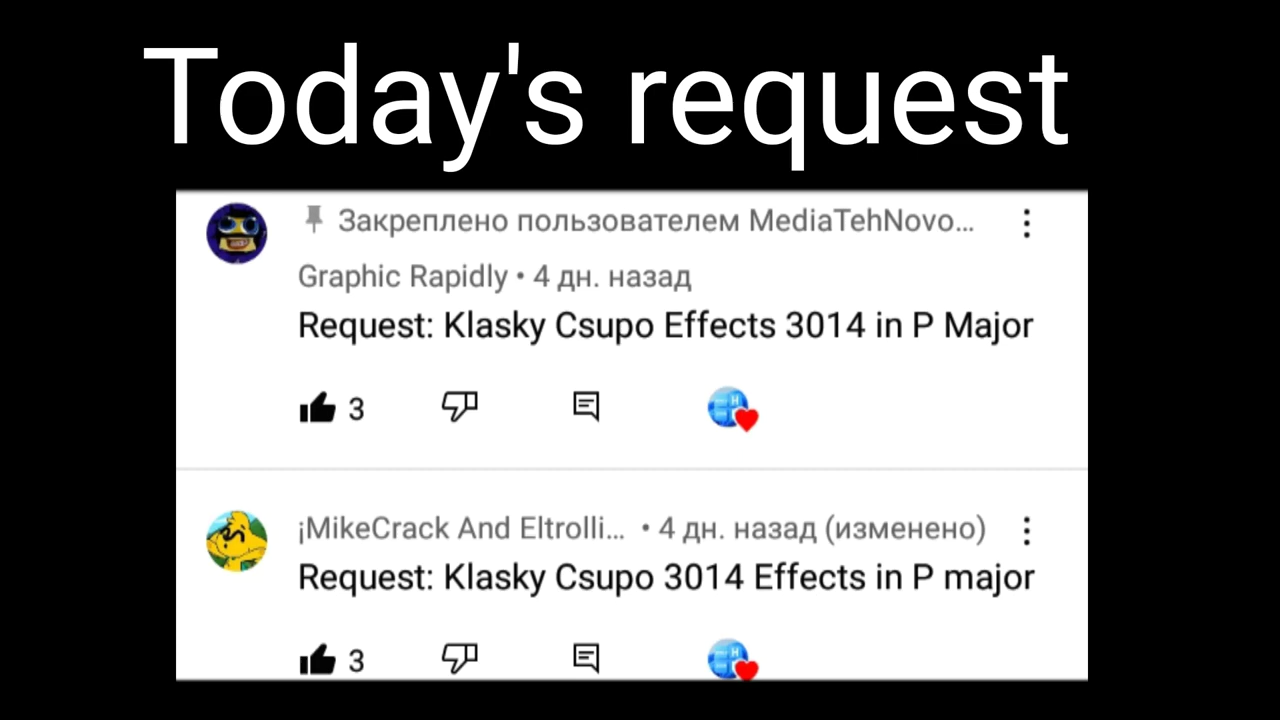 Today's request
Закреплено пользователем MediaTehNovo...
Graphic Rapidly • 4 дн. назад
Request: Klasky Csupo Effects 3014 in P Major
3
¡MikeCrack And Eltrolli... • 4 дн. назад (изменено)
Request: Klasky Csupo 3014 Effects in P major
3